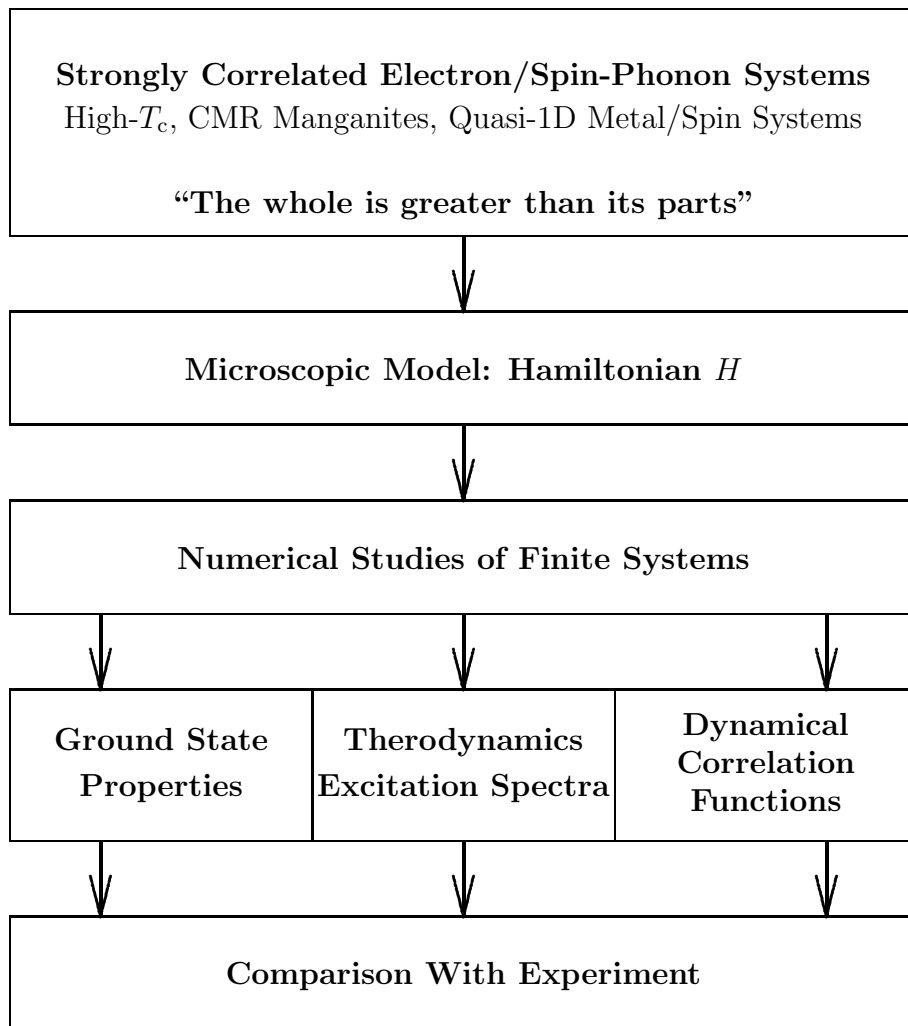 Strongly Correlated Electron/Spin-Phonon Systems
High-Tc, CMR Manganites, Quasi-1D Metal/Spin Systems
“The whole is greater than its parts”
Microscopic Model: Hamiltonian H
Numerical Studies of Finite Systems
Ground State
Properties
Therodynamics
Excitation Spectra
Dynamical
Correlation
Functions
Comparison With Experiment